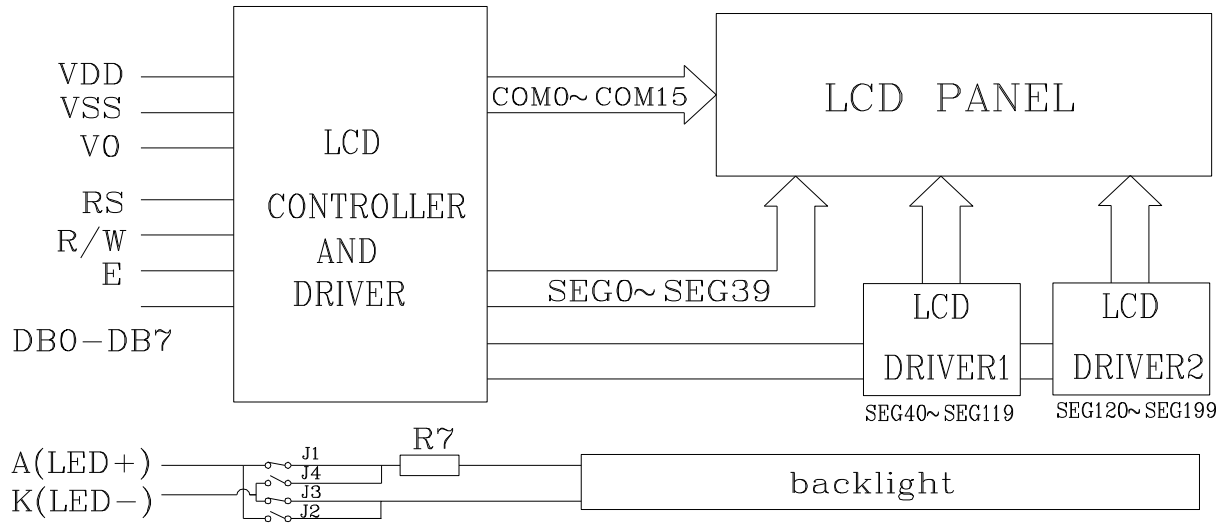 VDD
VSS
VO
RS
R/W
E
DB0-DB7
LCD
CONTROLLER
AND
DRIVER
COM0~COM15
LCD PANEL
SEG0~SEG39
LCD
DRIVER1
SEG40~SEG119
LCD
DRIVER2
SEG120~SEG199
A(LED+)
K(LED-)
J1
J4
J3
J2
R7
backlight